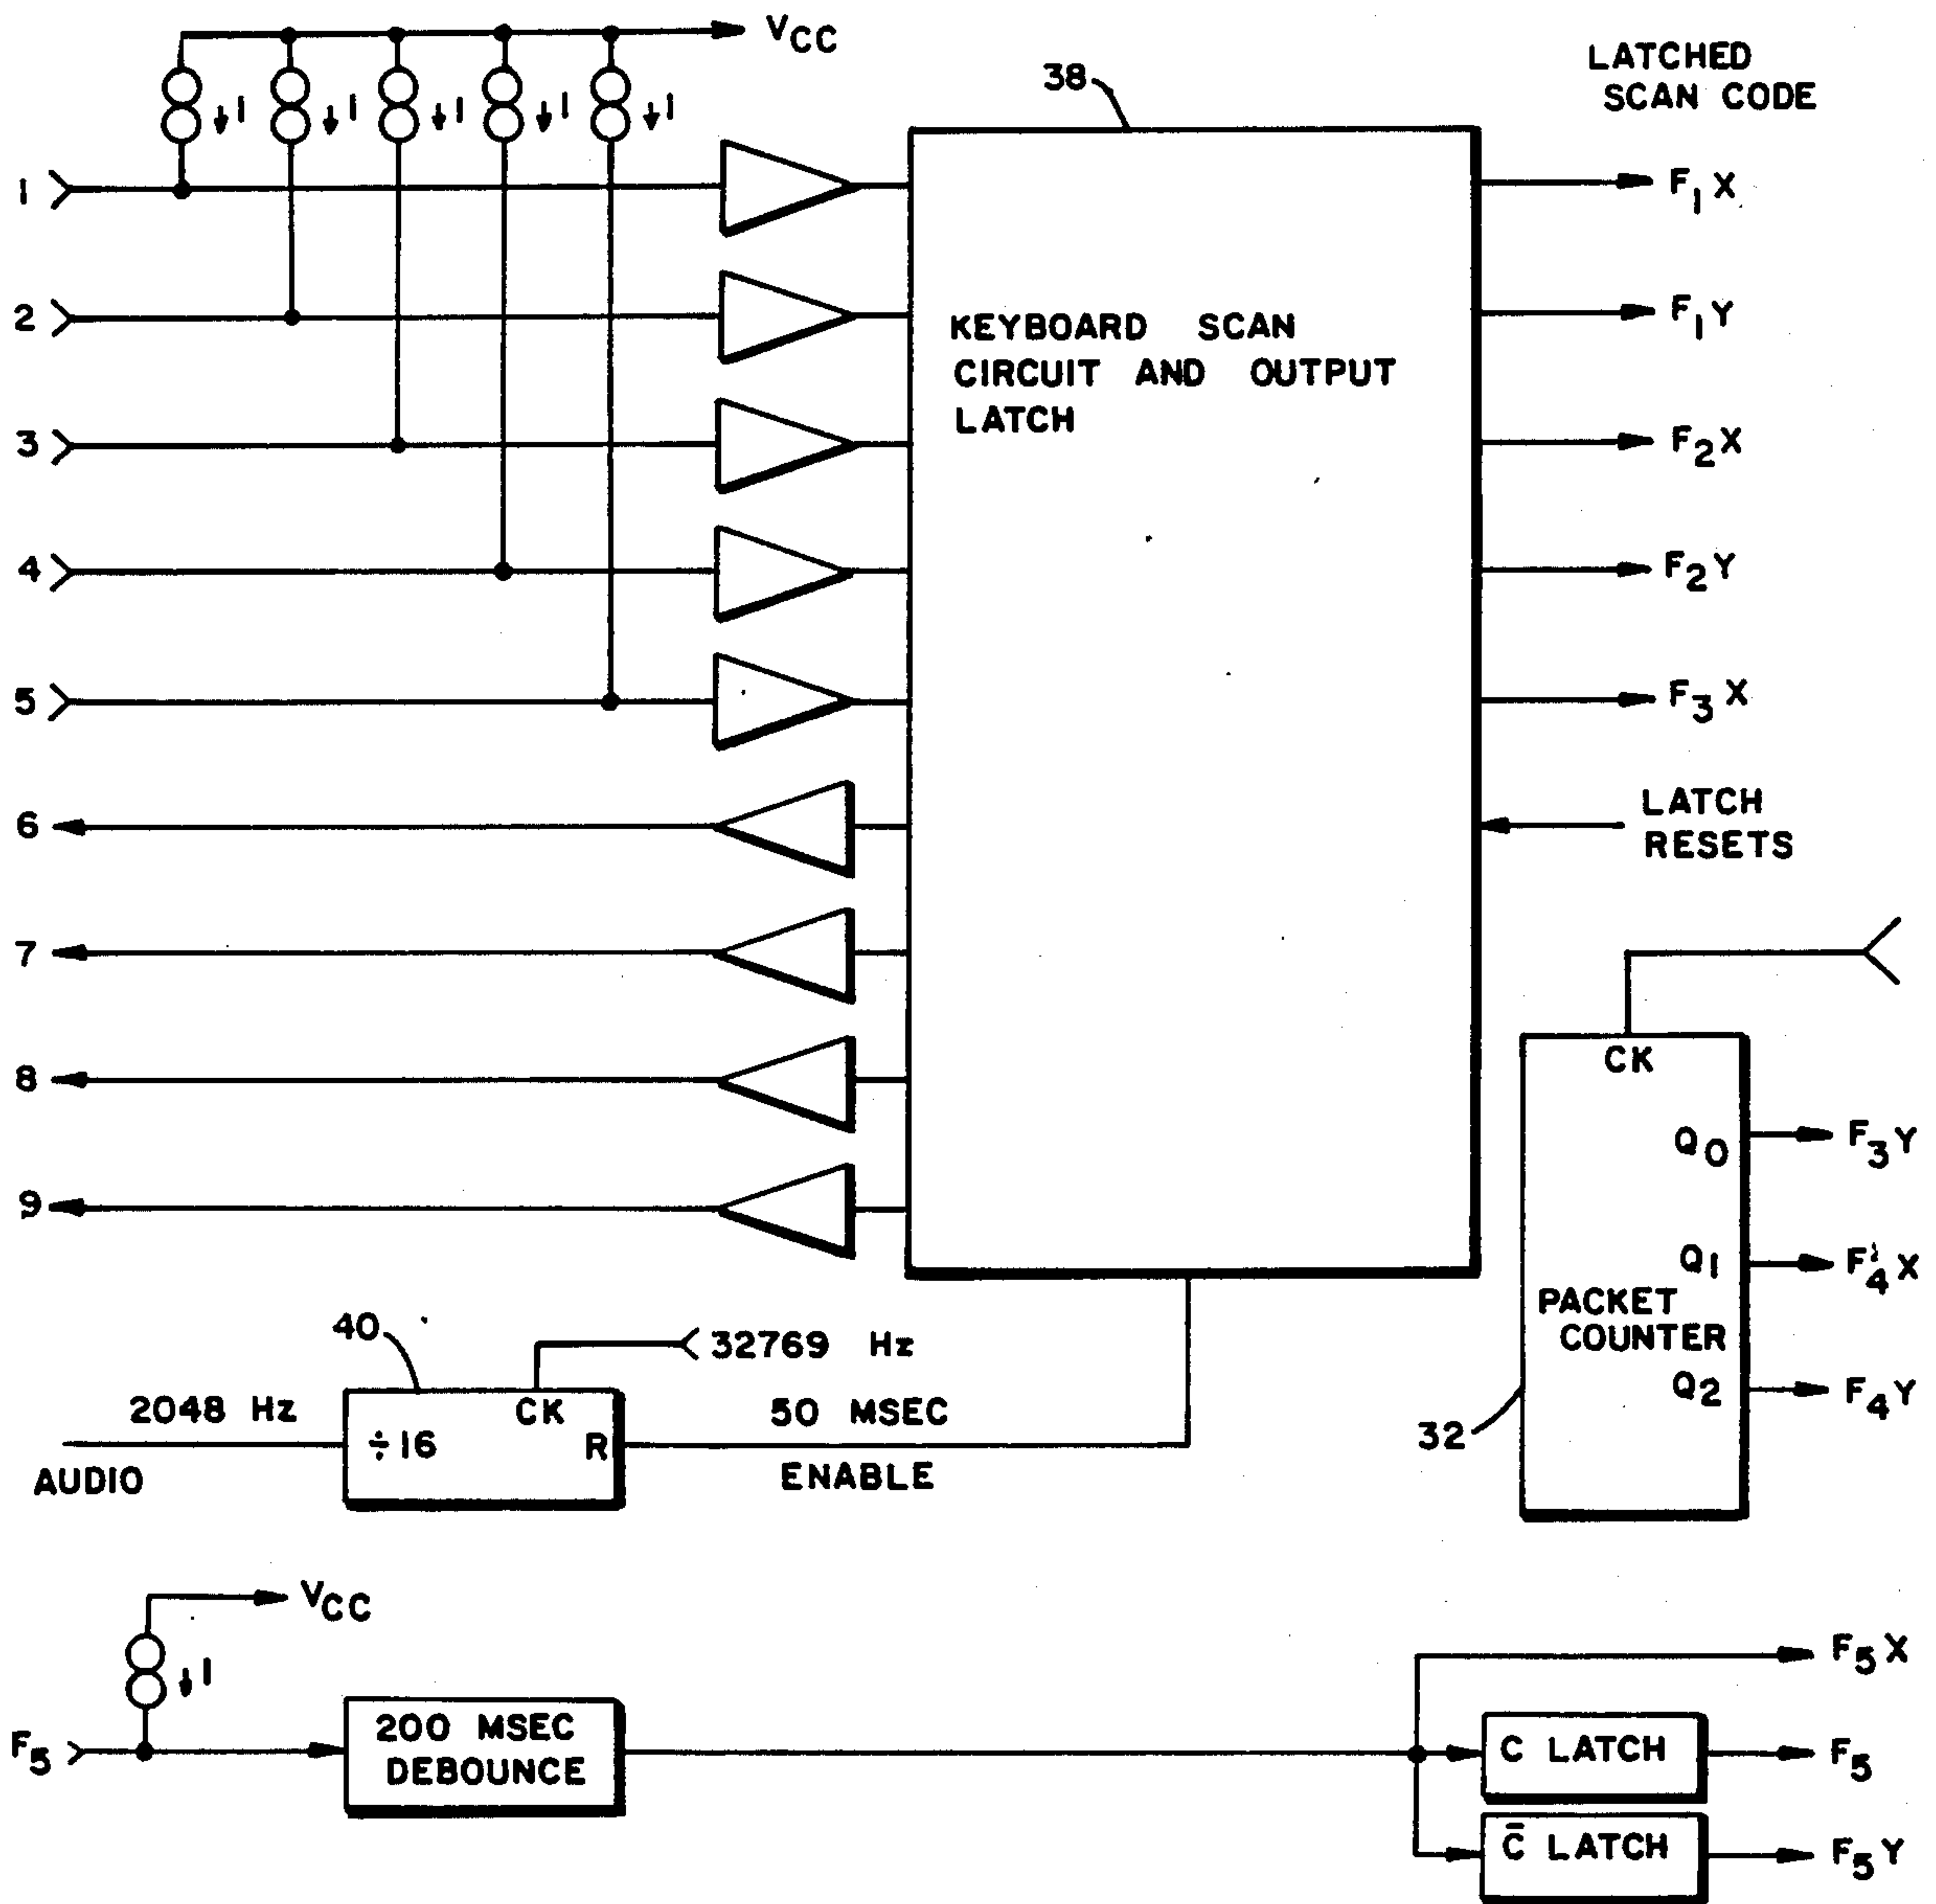 VCC
LATCHED
SCAN CODE
38
I I I I I
1
F1X
2
F1Y
KEYBOARD SCAN
CIRCUIT AND OUTPUT
LATCH
3
F2X
4
F2Y
5
F3X
6
LATCH
RESETS
7
8
CK
Q0 F3Y
9
Q1 F4X
PACKET
COUNTER
Q2 F4Y
32
40
32769 Hz
2048 Hz
CK
50 MSEC
÷16
R
AUDIO
ENABLE
VCC
I
F5
200 MSEC
DEBOUNCE
F5X
C LATCH
F5
C̄ LATCH
F5Y